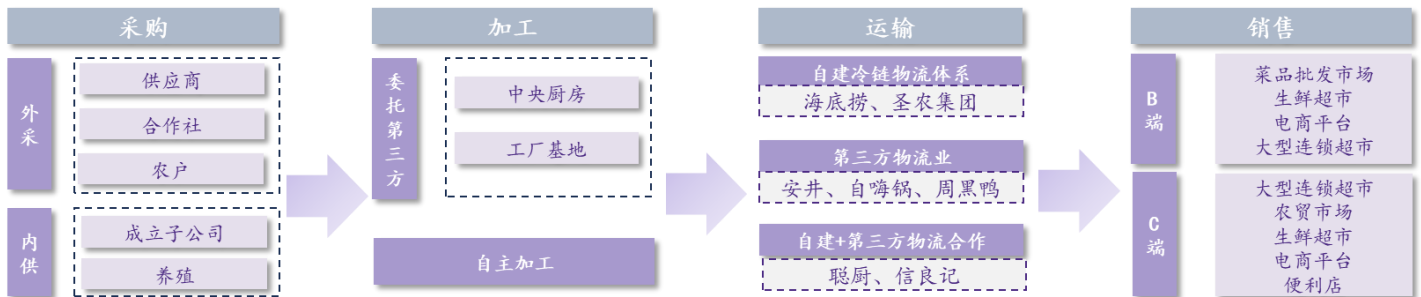 采购
外采
供应商
合作社
农户
内供
成立子公司
养殖
加工
委托第三方
中央厨房
工厂基地
自主加工
运输
自建冷链物流体系
海底捞、圣农集团
第三方物流业
安井、自嗨锅、周黑鸭
自建+第三方物流合作
聪厨、信良记
销售
B端
菜品批发市场
生鲜超市
电商平台
大型连锁超市
C端
大型连锁超市
农贸市场
生鲜超市
电商平台
便利店